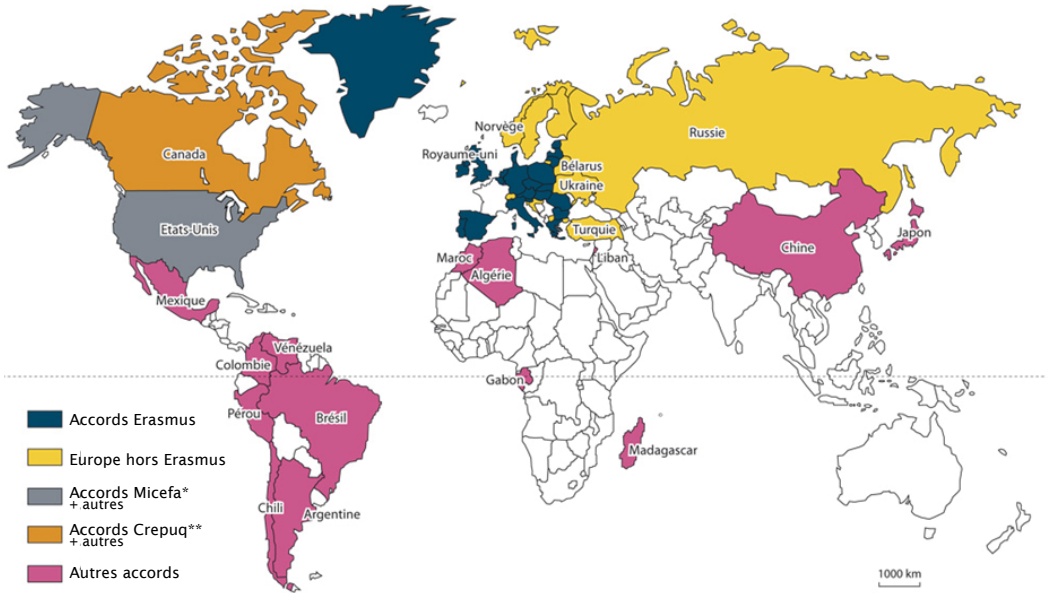 Norvège
Russie
Royaume-uni
Canada
Bélarus
Ukraine
Etats-Unis
Turquie
Japon
Chine
Maroc
Liban
Algérie
Mexique
Vénézuela
Colombie
Gabon
Pérou
Brésil
Madagascar
Chili
Argentine
Accords Erasmus
Europe hors Erasmus
Accords Micefa*
+ autres
Accords Crepuq**
+ autres
Autres accords
1000 km